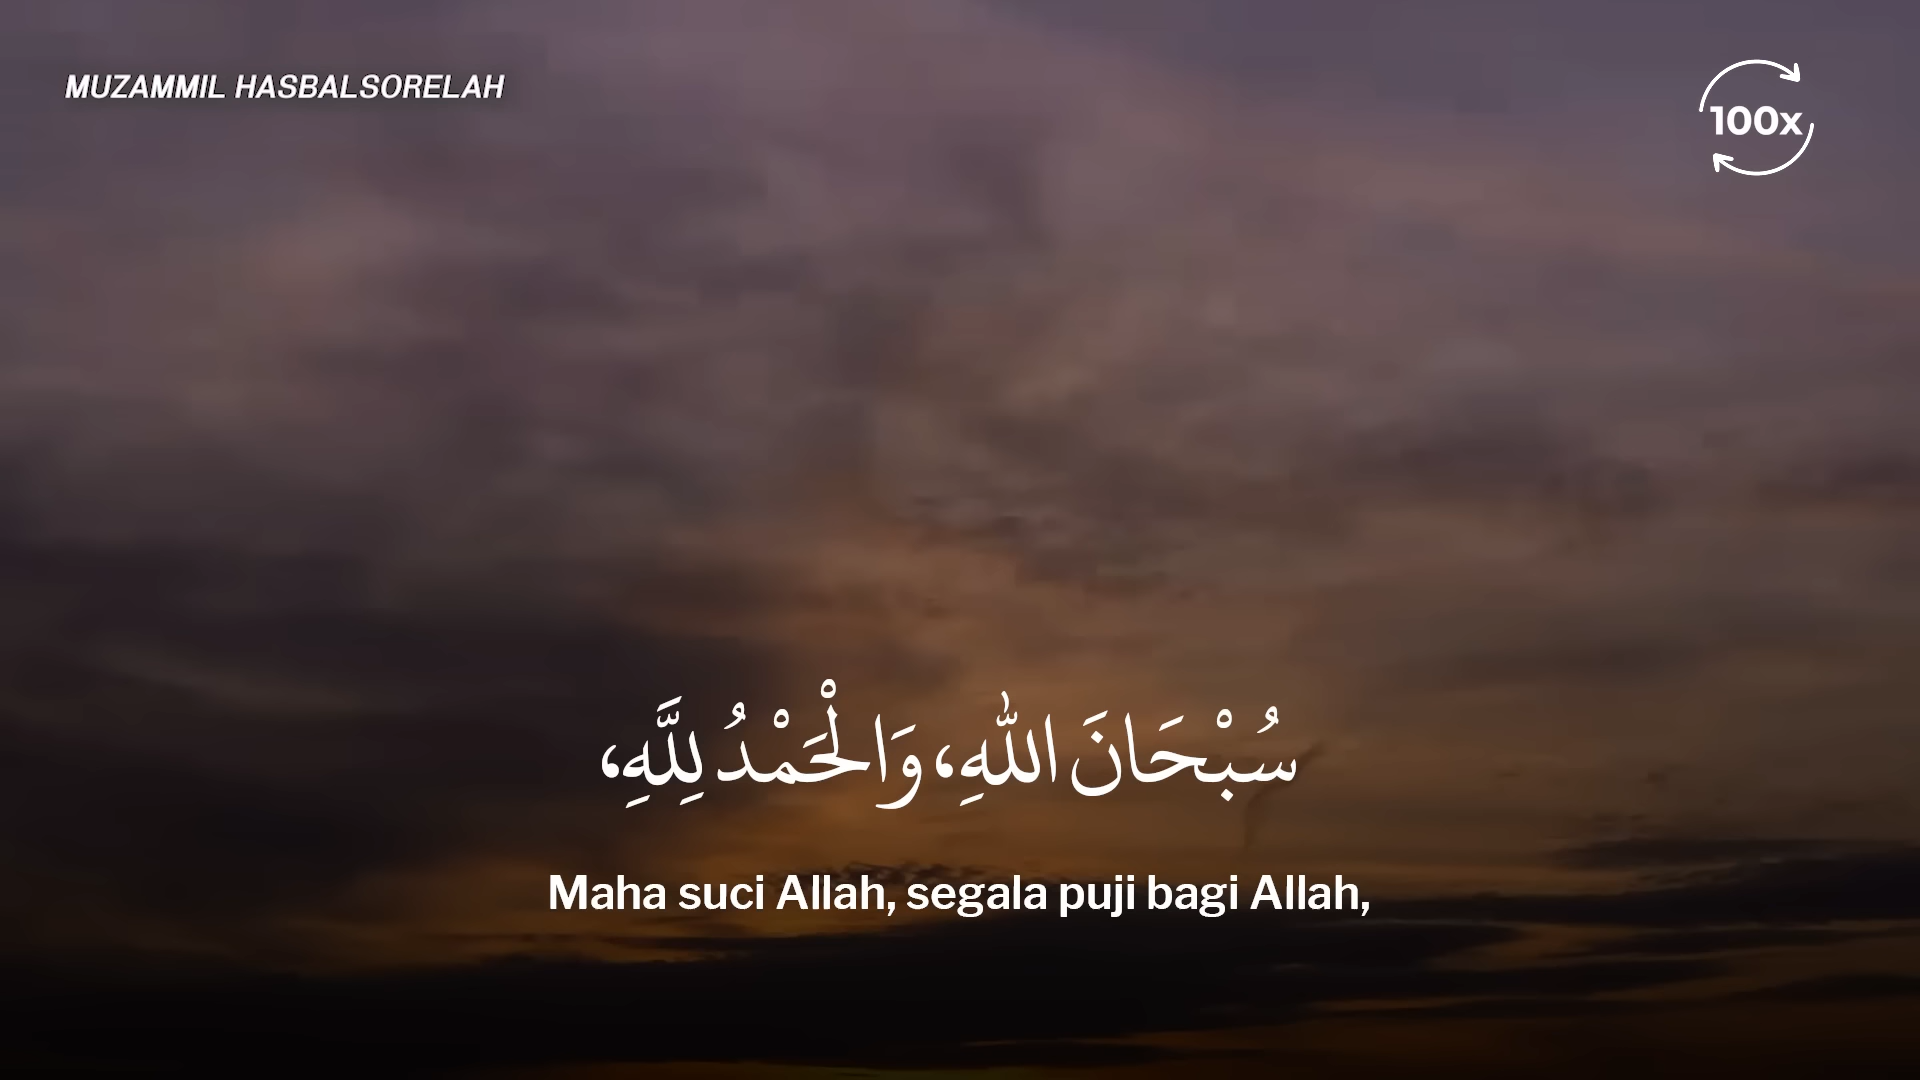 MUZAMMIL HASBALSORELAH
100x
سُبْحَانَ اللهِ، وَالْحَمْدُ لِلَّهِ،
Maha suci Allah, segala puji bagi Allah,